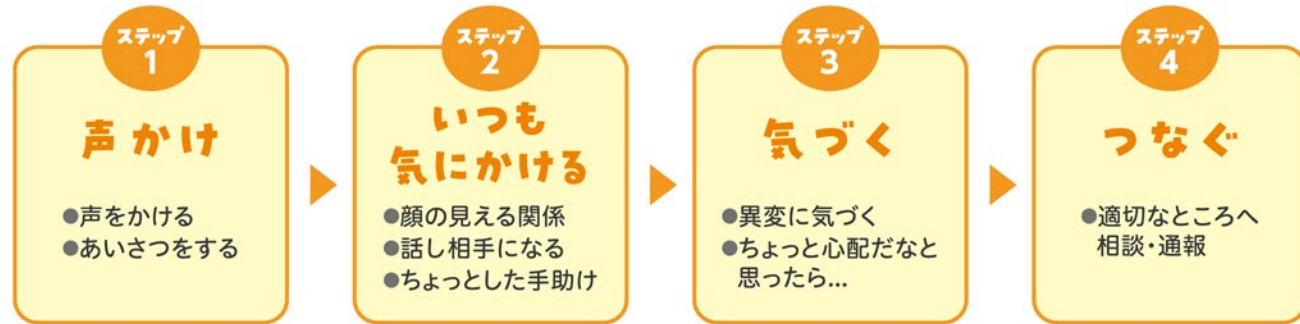 ステップ
1
声かけ
●声をかける
●あいさつをする
ステップ
2
いつも
気にかける
●顔の見える関係
●話し相手になる
●ちょっとした手助け
ステップ
3
気づく
●異変に気づく
●ちょっと心配だなと
思ったら...
ステップ
4
つなぐ
●適切なところへ
相談・通報